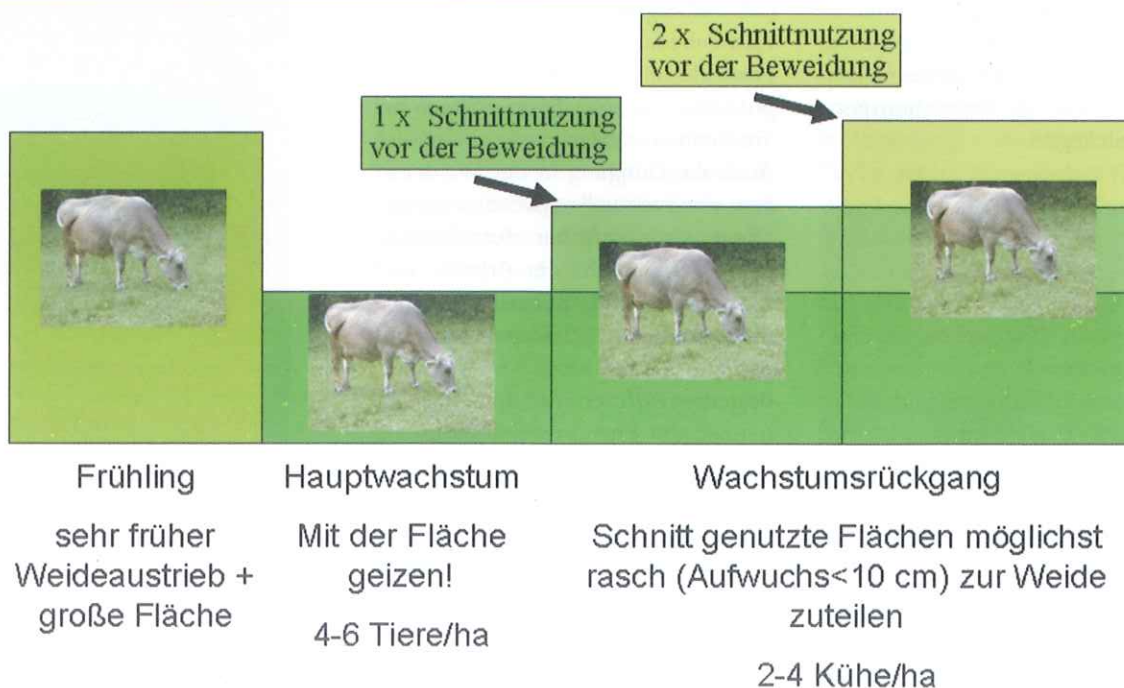 2 x Schnittnutzung
vor der Beweidung
1 x Schnittnutzung
vor der Beweidung
Frühling
sehr früher
Weideaustrieb +
große Fläche
Hauptwachstum
Mit der Fläche
geizen!
4-6 Tiere/ha
Wachstumsrückgang
Schnitt genutzte Flächen möglichst
rasch (Aufwuchs<10 cm) zur Weide
zuteilen
2-4 Kühe/ha